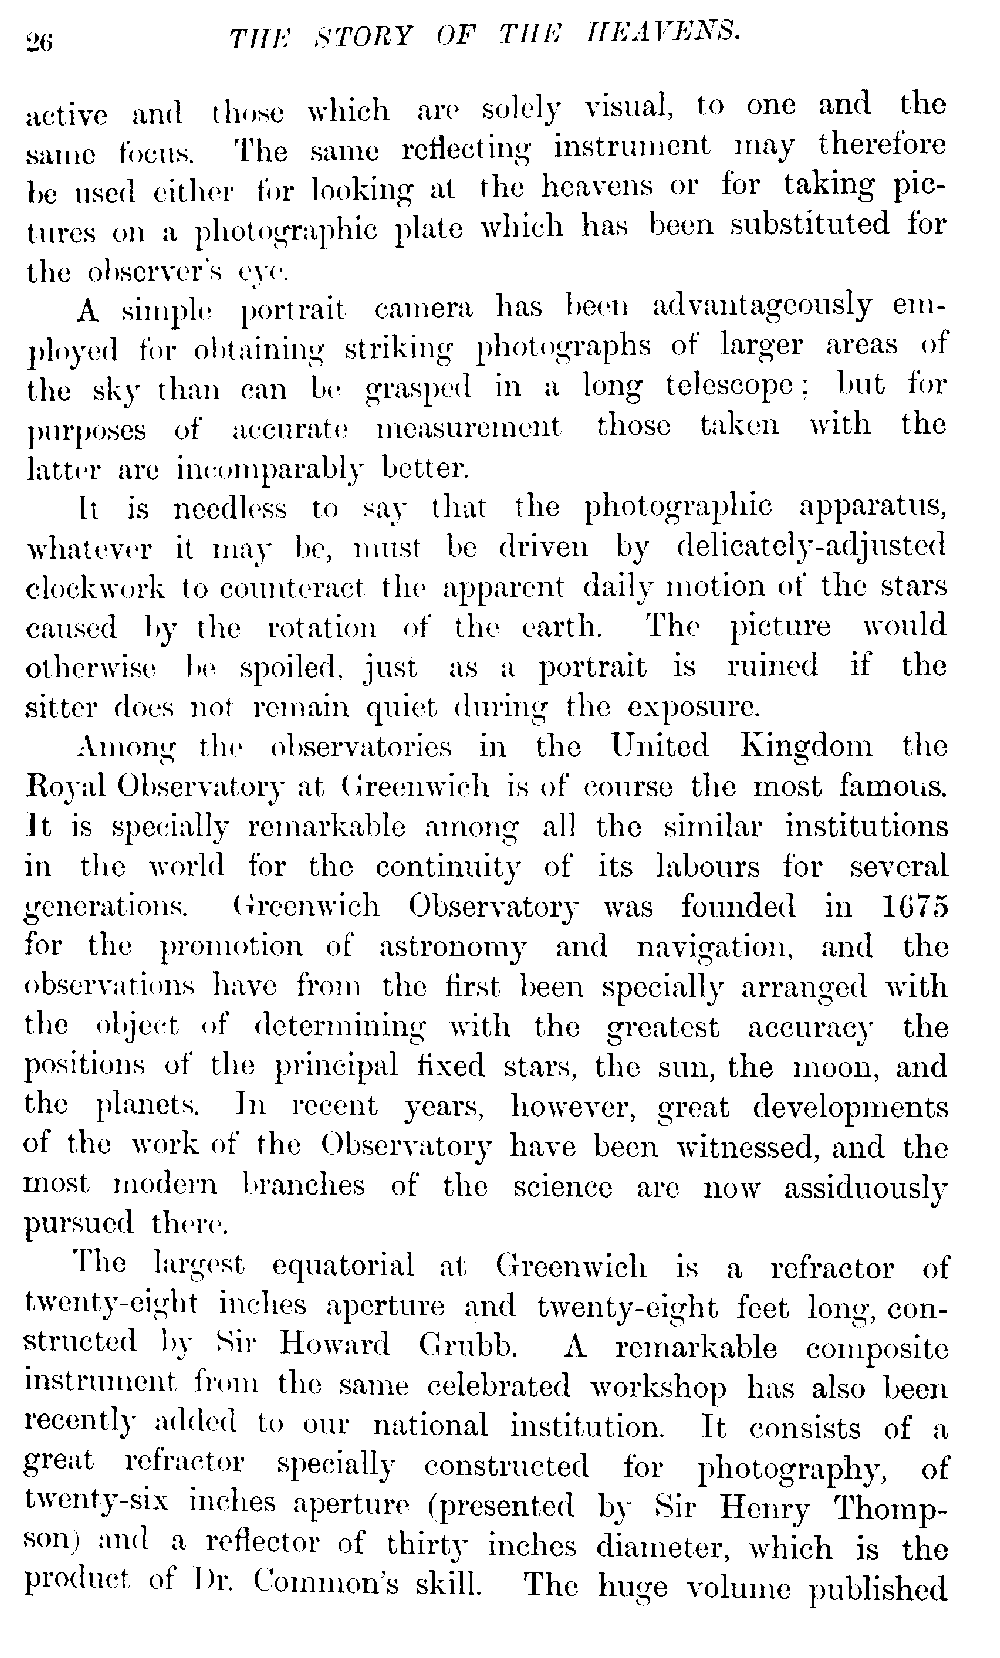 26 THE STORY OF THE HEAVENS.
active and those which are solely visual, to one and the
same focus. The same reflecting instrument may therefore
be used either for looking at the heavens or for taking pic-
tures on a photographic plate which has been substituted for
the observer's eye.
A simple portrait camera has been advantageously em-
ployed for obtaining striking photographs of larger areas of
the sky than can be grasped in a long telescope; but for
purposes of accurate measurement those taken with the
latter are incomparably better.
It is needless to say that the photographic apparatus,
whatever it may be, must be driven by delicately-adjusted
clockwork to counteract the apparent daily motion of the stars
caused by the rotation of the earth. The picture would
otherwise be spoiled, just as a portrait is ruined if the
sitter does not remain quiet during the exposure.
Among the observatories in the United Kingdom the
Royal Observatory at Greenwich is of course the most famous.
It is specially remarkable among all the similar institutions
in the world for the continuity of its labours for several
generations. Greenwich Observatory was founded in 1675
for the promotion of astronomy and navigation, and the
observations have from the first been specially arranged with
the object of determining with the greatest accuracy the
positions of the principal fixed stars, the sun, the moon, and
the planets. In recent years, however, great developments
of the work of the Observatory have been witnessed, and the
most modern branches of the science are now assiduously
pursued there.
The largest equatorial at Greenwich is a refractor of
twenty-eight inches aperture and twenty-eight feet long, con-
structed by Sir Howard Grubb. A remarkable composite
instrument from the same celebrated workshop has also been
recently added to our national institution. It consists of a
great refractor specially constructed for photography, of
twenty-six inches aperture (presented by Sir Henry Thomp-
son) and a reflector of thirty inches diameter, which is the
product of Dr. Common's skill. The huge volume published